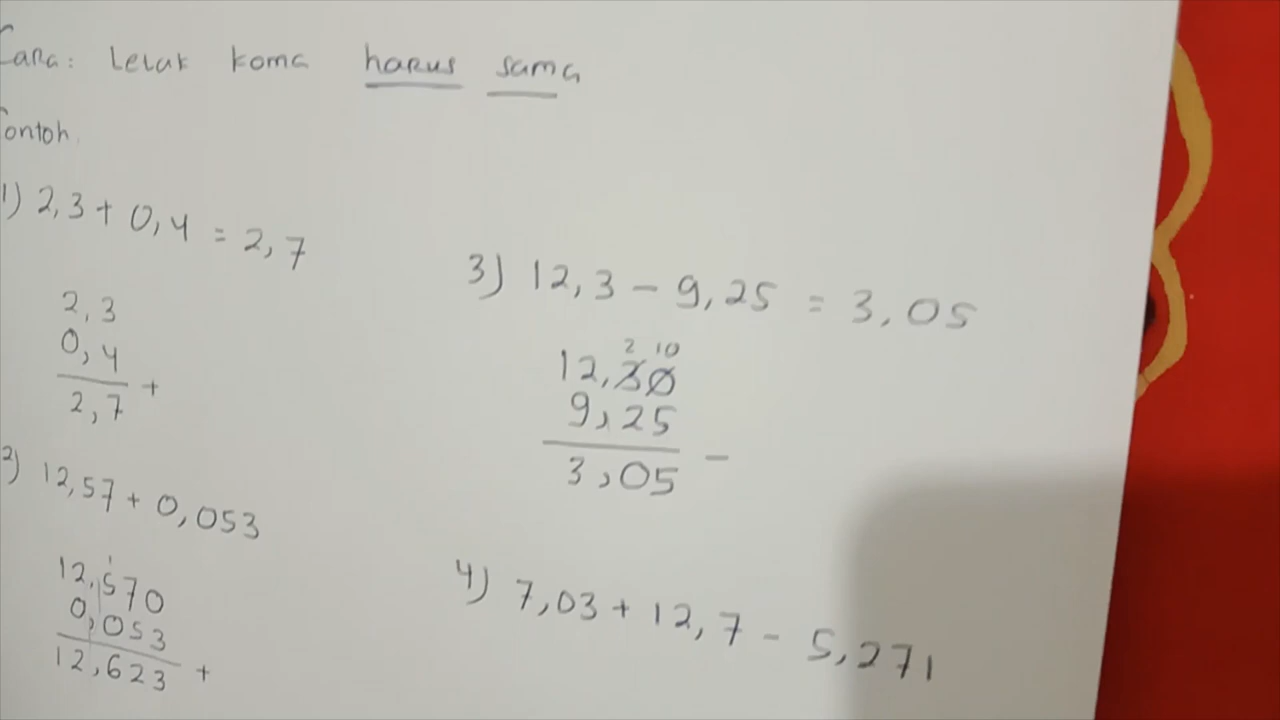 Cara: Letak koma harus sama
Contoh.
1) 2,3 + 0,4 = 2,7
2,3
0,4
+
2,7
2) 12,57 + 0,053
1
12,570
0,053
+
12,623
3) 12,3 - 9,25 = 3,05
2 10
12,30
9,25
-
3,05
4) 7,03 + 12,7 - 5,271